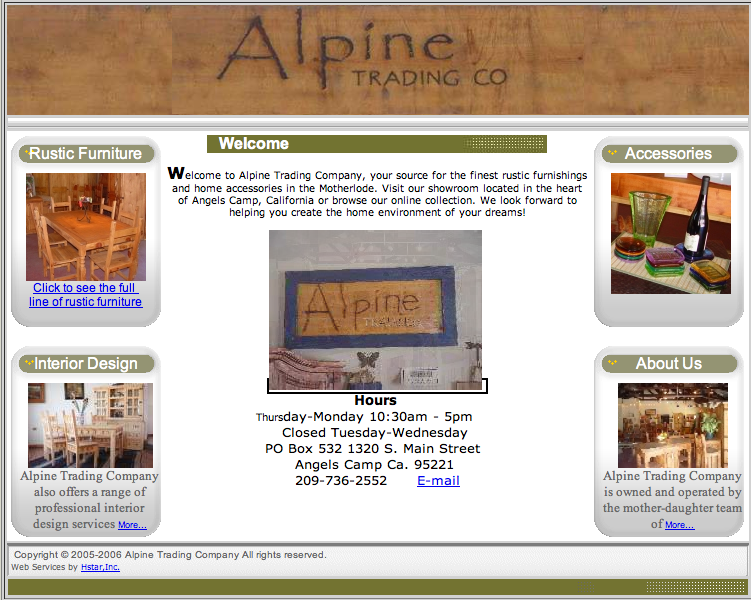 Alpine
TRADING CO
Rustic Furniture
Click to see the full
line of rustic furniture
Interior Design
Alpine Trading Company
also offers a range of
professional interior
design services More...
Welcome
Welcome to Alpine Trading Company, your source for the finest rustic furnishings
and home accessories in the Motherlode. Visit our showroom located in the heart
of Angels Camp, California or browse our online collection. We look forward to
helping you create the home environment of your dreams!
Alpine
TRADING
Hours
Thursday-Monday 10:30am - 5pm
Closed Tuesday-Wednesday
PO Box 532 1320 S. Main Street
Angels Camp Ca. 95221
209-736-2552 E-mail
Accessories
About Us
Alpine Trading Company
is owned and operated by
the mother-daughter team
of More...
Copyright © 2005-2006 Alpine Trading Company All rights reserved.
Web Services by Hstar,Inc.